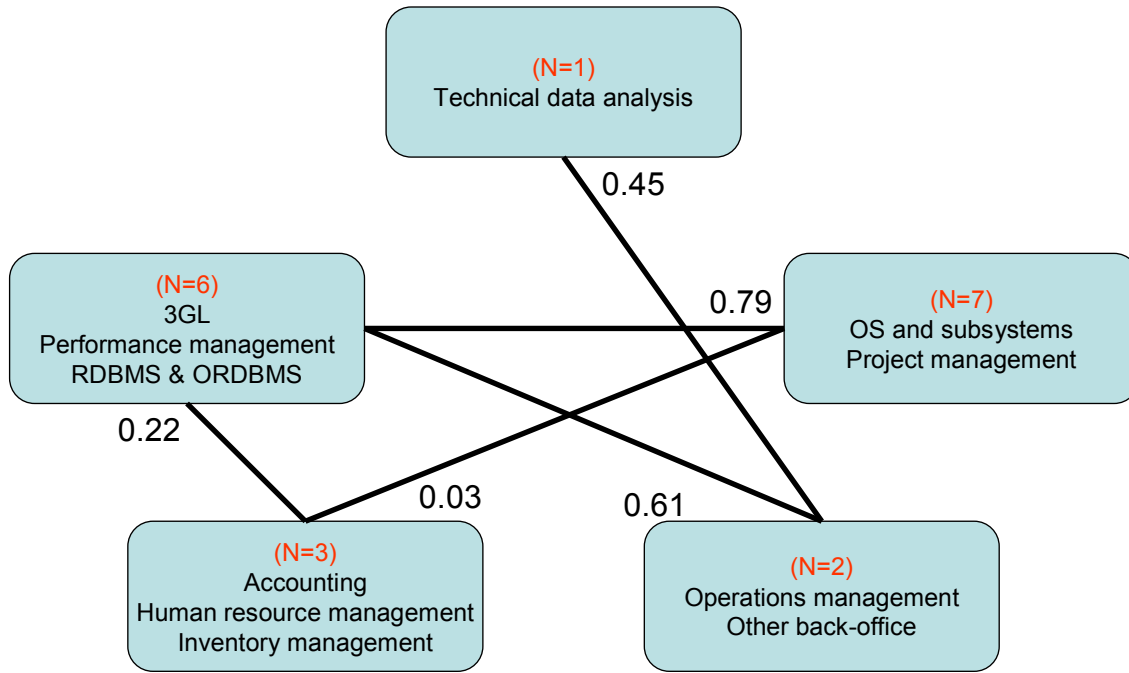 (N=1)
Technical data analysis
0.45
(N=6)
3GL
Performance management
RDBMS & ORDBMS
0.79
(N=7)
OS and subsystems
Project management
0.22
0.03
0.61
(N=3)
Accounting
Human resource management
Inventory management
(N=2)
Operations management
Other back-office